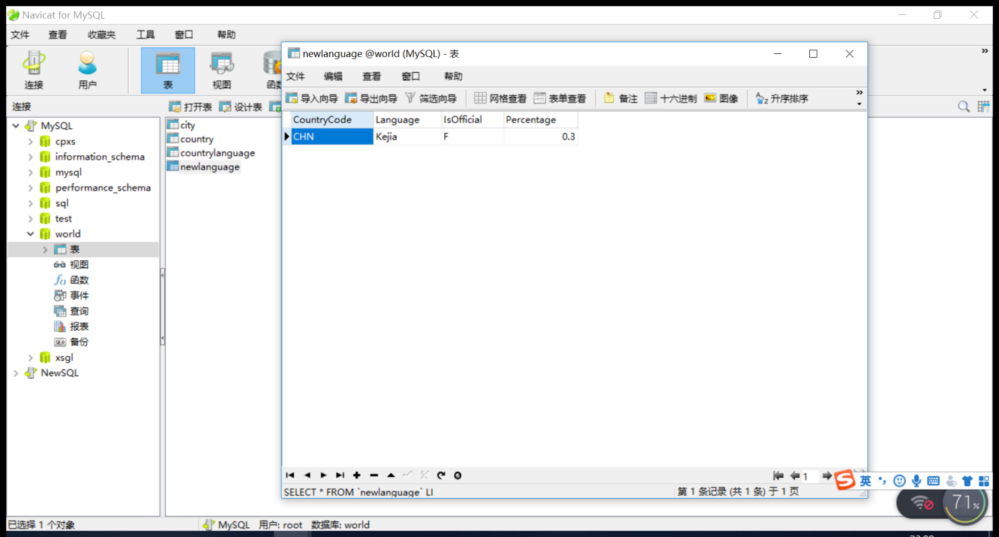 Navicat for MySQL
文件 查看 收藏夹 工具 窗口 帮助
连接 用户 表 视图
newlanguage @world (MySQL) - 表
文件 编辑 查看 窗口 帮助
导入向导 导出向导 筛选向导 网格查看 表单查看 备注 十六进制 图像 升序排序
连接
打开表 设计表
CountryCode Language IsOfficial Percentage
CHN Kejia F 0.3
MySQL
cpxs
information_schema
mysql
performance_schema
sql
test
world
表
视图
函数
事件
查询
报表
备份
xsgl
NewSQL
city
country
countrylanguage
newlanguage
1
SELECT * FROM `newlanguage` LI
第 1 条记录 (共 1 条) 于 1 页
英
71%
已选择 1 个对象
MySQL 用户: root 数据库: world